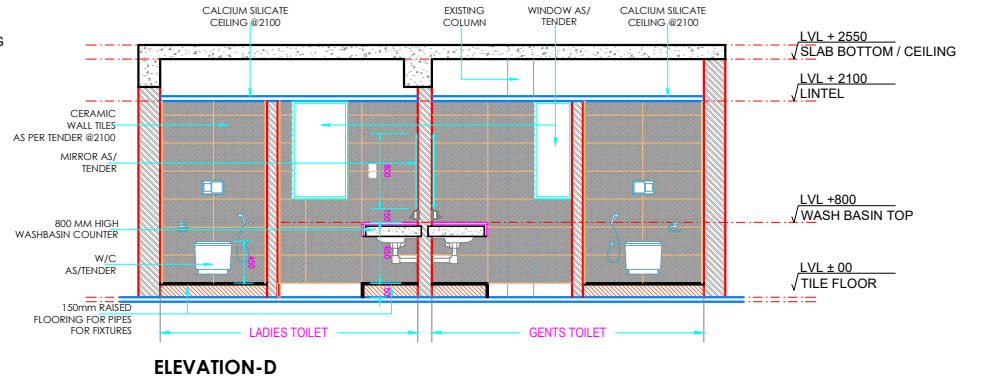 CALCIUM SILICATE
CEILING @2100
EXISTING
COLUMN
WINDOW AS/
TENDER
CALCIUM SILICATE
CEILING @2100
G
LVL + 2550
SLAB BOTTOM / CEILING
LVL + 2100
LINTEL
CERAMIC
WALL TILES
AS PER TENDER @2100
MIRROR AS/
TENDER
800
150
LVL +800
WASH BASIN TOP
800 MM HIGH
WASHBASIN COUNTER
650
W/C
AS/TENDER
450
LVL ± 00
TILE FLOOR
150mm RAISED
FLOORING FOR PIPES
FOR FIXTURES
LADIES TOILET
GENTS TOILET
ELEVATION-D